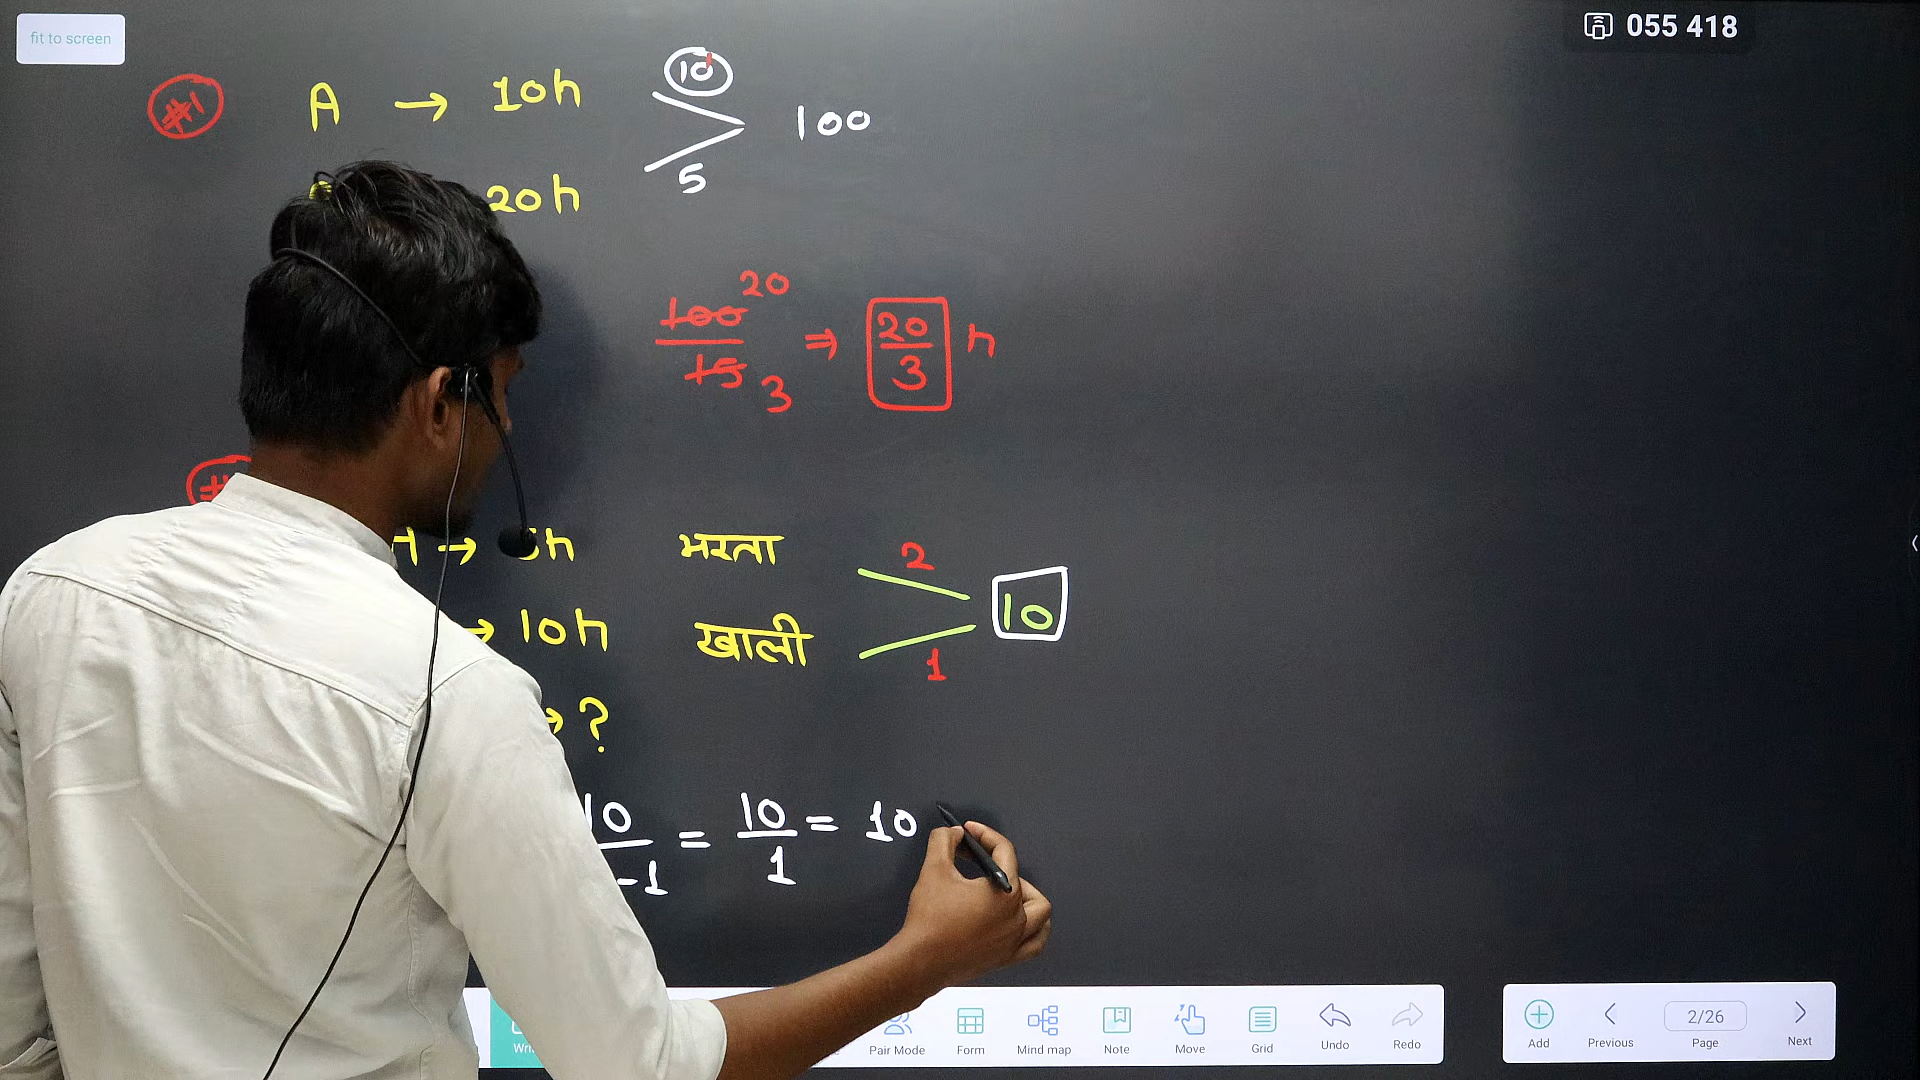 fit to screen
055 418
#1 A → 10h 10 100
20h 5
100 20
15 3 ⇒ 20/3 h
→ h भरता 2
10
→ 10h खाली 1
→ ?
10/-1 = 10/1 = 10
Pair Mode Form Mind map Note Move Grid Undo Redo
Add Previous 2/26 Page Next